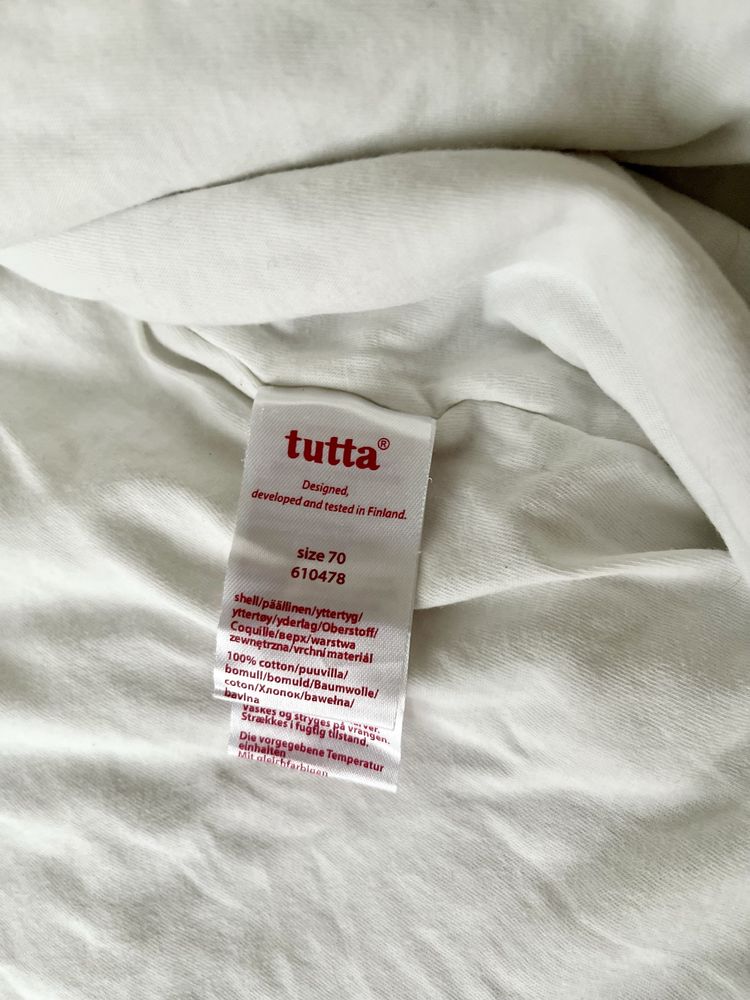 tutta®
Designed,
developed and tested in Finland.
size 70
610478
shell/päällinen/yttertyg/
yttertøy/yderlag/Oberstoff/
Coquille/верх/warstwa
zewnętrzna/vrchní materiál
100% cotton/puuvilla/
bomull/bomuld/Baumwolle/
coton/Хлопок/bawełna/
bavlna
Vaskes og stryges på vrangen.
Strækkes i fugtig tilstand,
Die vorgegebene Temperatur
einhalten
Mit gleichfarbigen